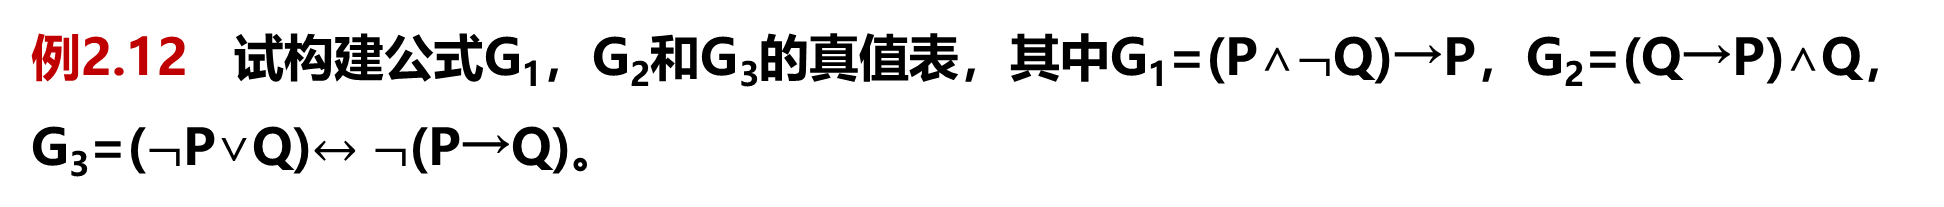 例2.12 试构建公式G₁，G₂和G₃的真值表，其中G₁=(P∧¬Q)→P，G₂=(Q→P)∧Q，
G₃=(¬P∨Q)↔ ¬(P→Q)。